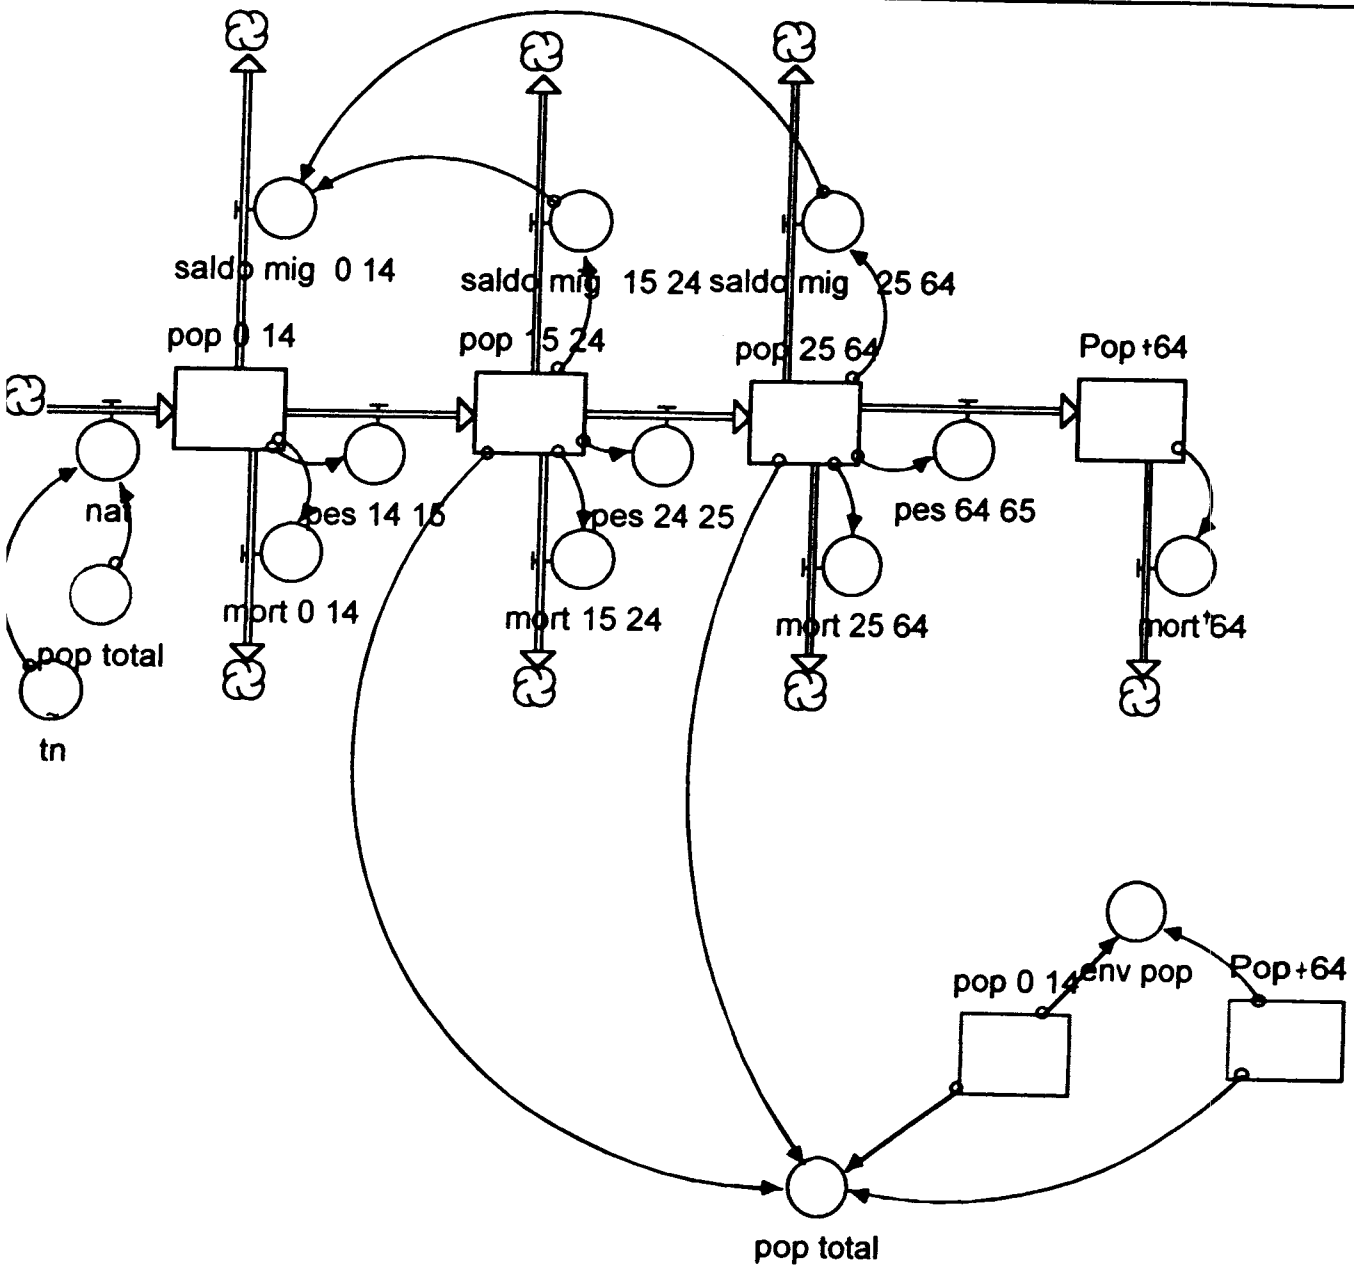 saldo mig 0 14
saldo mig 15 24
saldo mig 25 64
pop 0 14
pop 15 24
pop 25 64
Pop +64
nat
pes 14 15
pes 24 25
pes 64 65
mort 0 14
mort 15 24
mort 25 64
mort +64
pop total
tn
pop 0 14
env pop
Pop +64
pop total